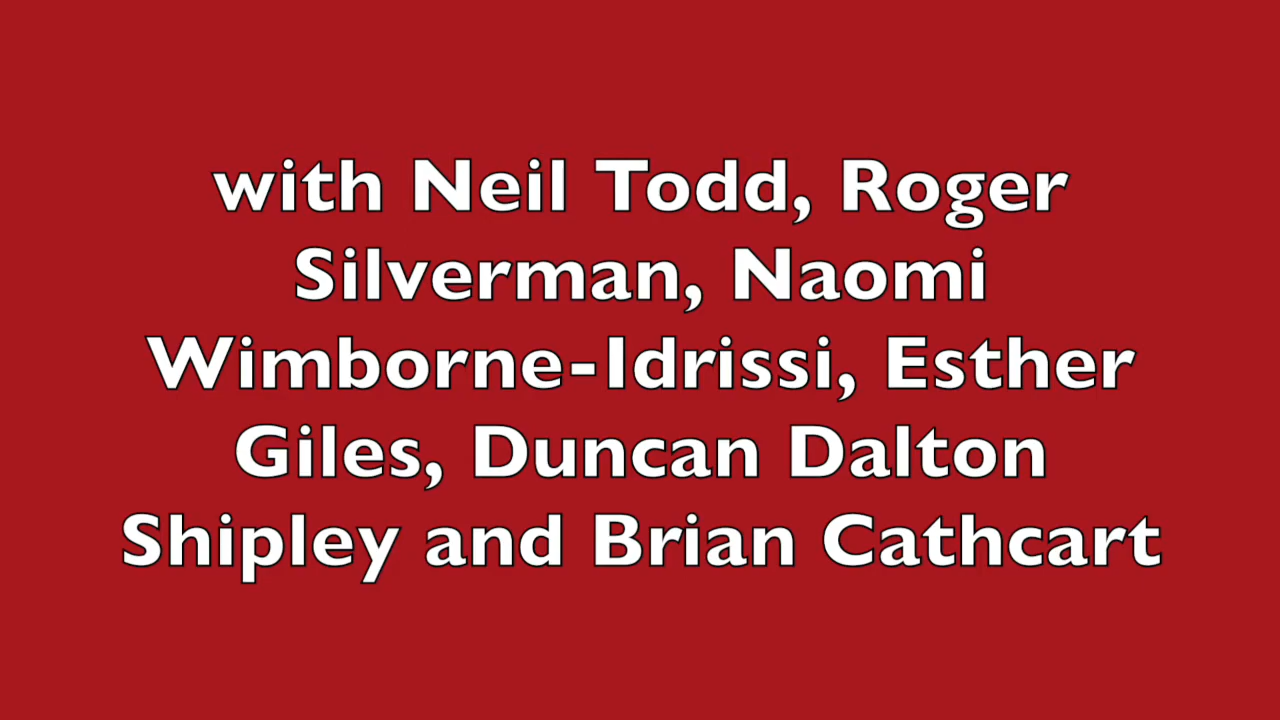 with Neil Todd, Roger
Silverman, Naomi
Wimborne-Idrissi, Esther
Giles, Duncan Dalton
Shipley and Brian Cathcart